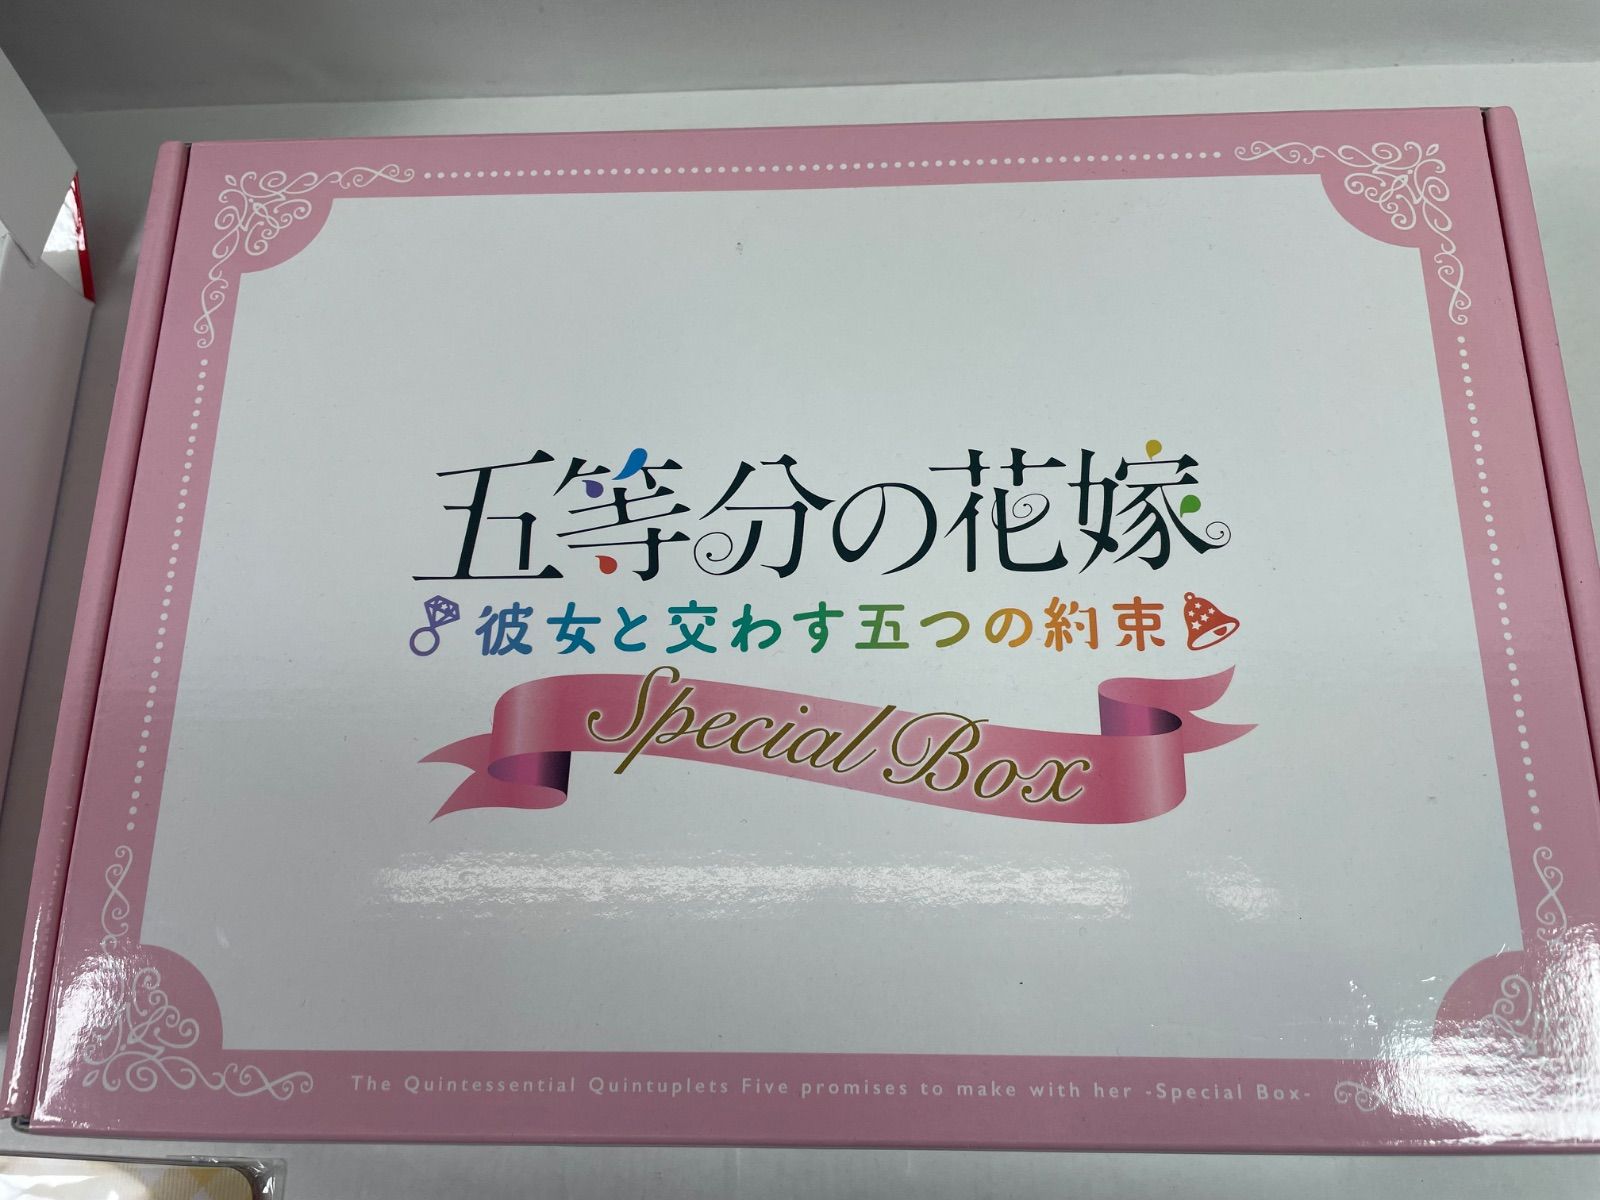 五等分の花嫁
彼女と交わす五つの約束
Special Box
The Quintessential Quintuplets Five promises to make with her -Special Box-